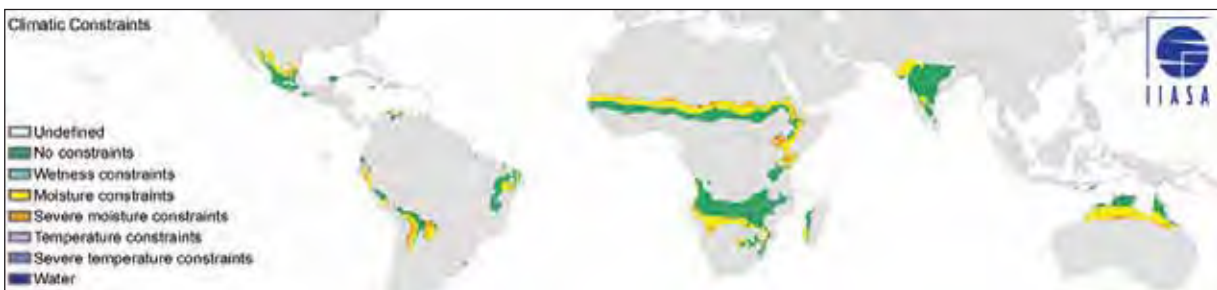 Climatic Constraints
IIASA
Undefined
No constraints
Wetness constraints
Moisture constraints
Severe moisture constraints
Temperature constraints
Severe temperature constraints
Water